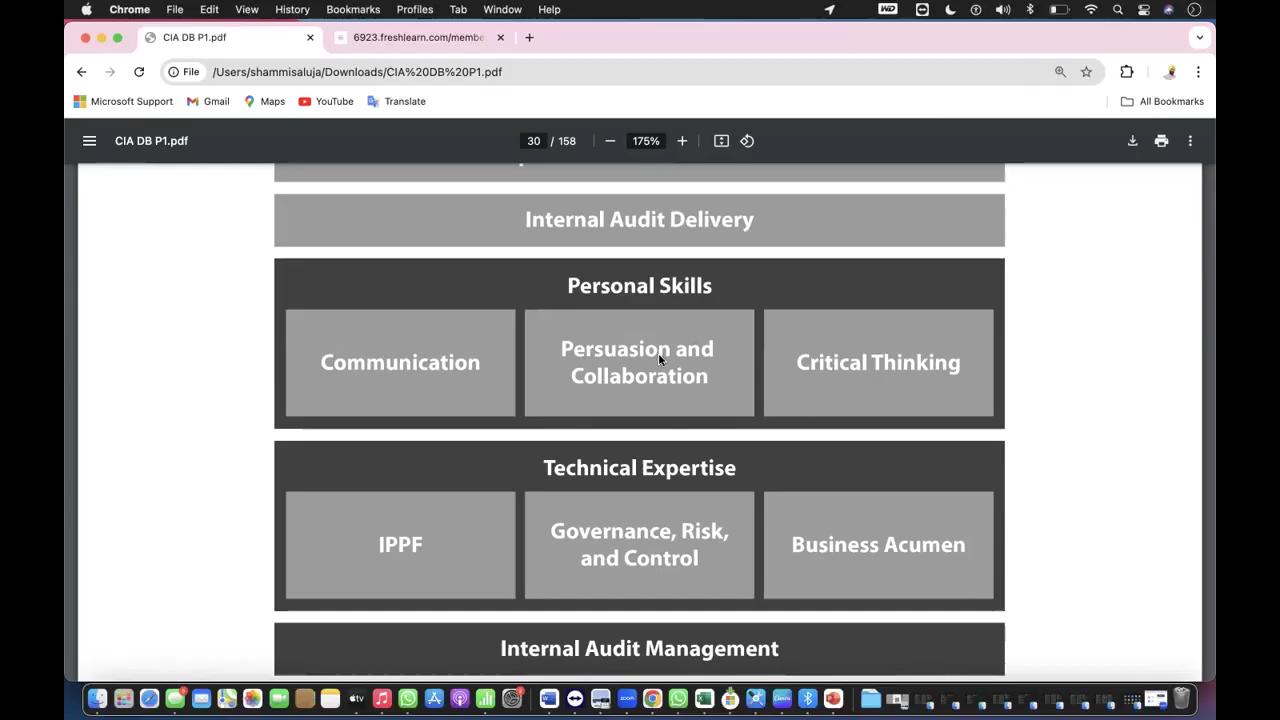 Chrome File Edit View History Bookmarks Profiles Tab Window Help
CIA DB P1.pdf
6923.freshlearn.com/membe
File /Users/shammisaluja/Downloads/CIA%20DB%20P1.pdf
Microsoft Support Gmail Maps YouTube Translate All Bookmarks
CIA DB P1.pdf 30 / 158 175%
Internal Audit Delivery
Personal Skills
Communication
Persuasion and
Collaboration
Critical Thinking
Technical Expertise
IPPF
Governance, Risk,
and Control
Business Acumen
Internal Audit Management